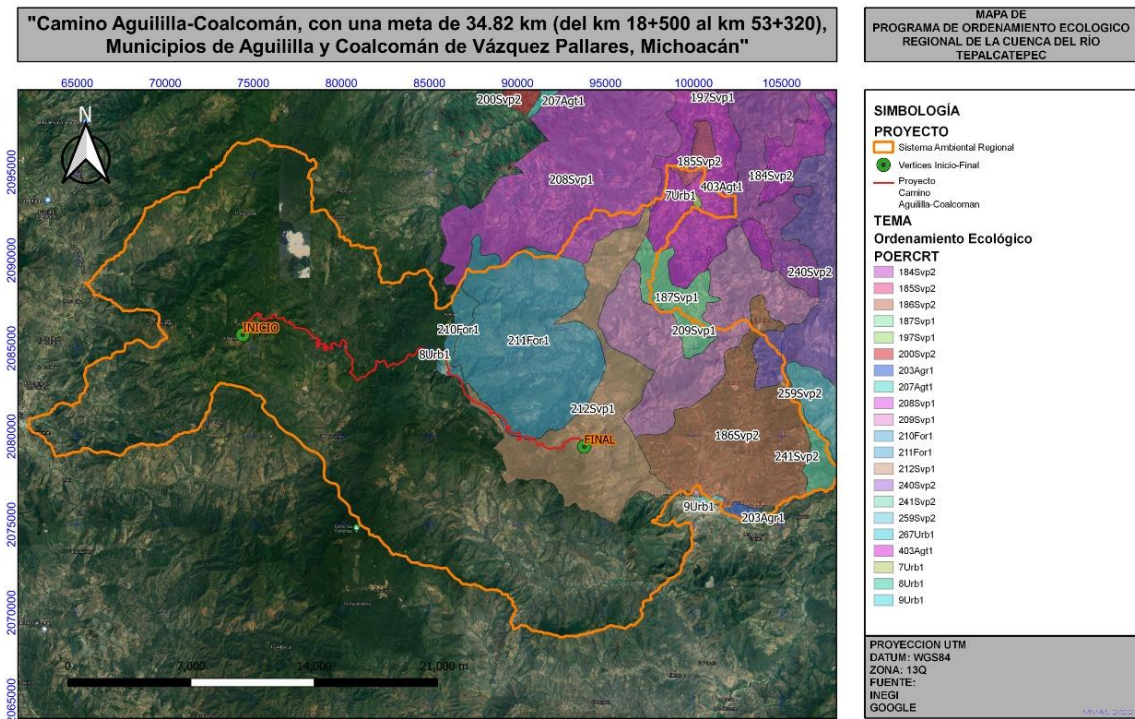 "Camino Aguililla-Coalcomán, con una meta de 34.82 km (del km 18+500 al km 53+320),
Municipios de Aguililla y Coalcomán de Vázquez Pallares, Michoacán"
MAPA DE
PROGRAMA DE ORDENAMIENTO ECOLOGICO
REGIONAL DE LA CUENCA DEL RÍO
TEPALCATEPEC
65000 70000 75000 80000 85000 90000 95000 100000 105000
N
2095000
2090000
2085000
2080000
2075000
2070000
2065000
200Svp2
207Agt1
197Svp1
185Svp2
208Svp1
184Svp2
7Urb1
403Agt1
240Svp2
187Svp1
INICIO
210For1
209Svp1
211For1
8Urb1
259Svp2
212Svp1
FINAL
186Svp2
241Svp2
9Urb1
203Agr1
0 7,000 14,000 21,000 m
SIMBOLOGÍA
PROYECTO
Sistema Ambiental Regional
Vertices Inicio-Final
Proyecto
Camino
Aguililla-Coalcoman
TEMA
Ordenamiento Ecológico
POERCRT
184Svp2
185Svp2
186Svp2
187Svp1
197Svp1
200Svp2
203Agr1
207Agt1
208Svp1
209Svp1
210For1
211For1
212Svp1
240Svp2
241Svp2
259Svp2
267Urb1
403Agt1
7Urb1
8Urb1
9Urb1
PROYECCION UTM
DATUM: WGS84
ZONA: 13Q
FUENTE:
INEGI
GOOGLE